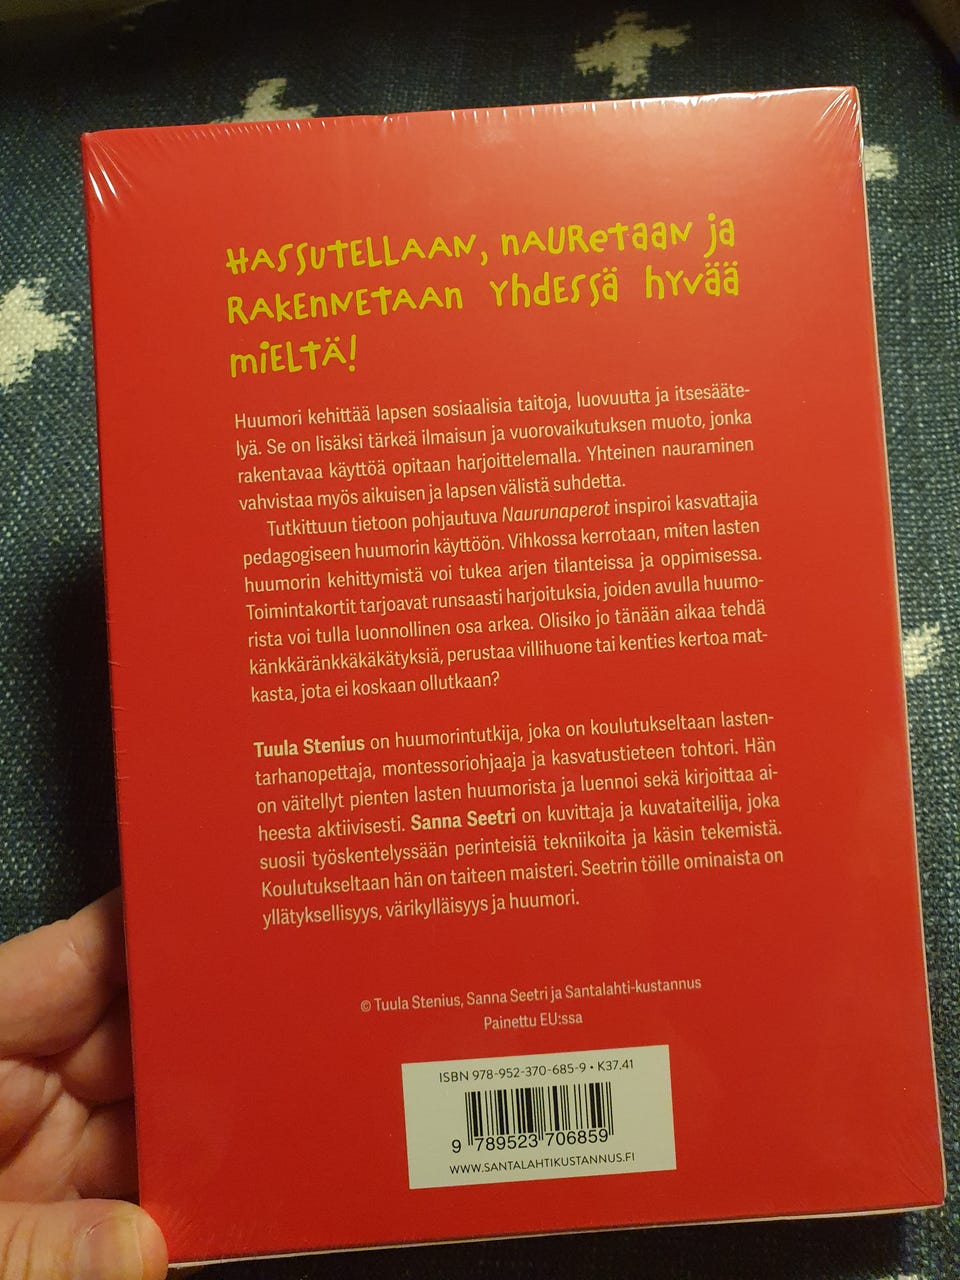 HASSUTELLAAN, NAURETAAN JA
RAKENNETAAN YHDESSÄ HYVÄÄ
MIELTÄ!
Huumori kehittää lapsen sosiaalisia taitoja, luovuutta ja itsesääte-
lyä. Se on lisäksi tärkeä ilmaisun ja vuorovaikutuksen muoto, jonka
rakentavaa käyttöä opitaan harjoittelemalla. Yhteinen nauraminen
vahvistaa myös aikuisen ja lapsen välistä suhdetta.
Tutkittuun tietoon pohjautuva Naurunaperot inspiroi kasvattajia
pedagogiseen huumorin käyttöön. Vihkossa kerrotaan, miten lasten
huumorin kehittymistä voi tukea arjen tilanteissa ja oppimisessa.
Toimintakortit tarjoavat runsaasti harjoituksia, joiden avulla huumo-
rista voi tulla luonnollinen osa arkea. Olisiko jo tänään aikaa tehdä
känkkäränkkäkäkätyksiä, perustaa villihuone tai kenties kertoa mat-
kasta, jota ei koskaan ollutkaan?
Tuula Stenius on huumorintutkija, joka on koulutukseltaan lasten-
tarhanopettaja, montessoriohjaaja ja kasvatustieteen tohtori. Hän
on väitellyt pienten lasten huumorista ja luennoi sekä kirjoittaa ai-
heesta aktiivisesti. Sanna Seetri on kuvittaja ja kuvataiteilija, joka
suosii työskentelyssään perinteisiä tekniikoita ja käsin tekemistä.
Koulutukseltaan hän on taiteen maisteri. Seetrin töille ominaista on
yllätyksellisyys, värikylläisyys ja huumori.
© Tuula Stenius, Sanna Seetri ja Santalahti-kustannus
Painettu EU:ssa
ISBN 978-952-370-685-9 • K37.41
9 789523 706859
WWW.SANTALAHTIKUSTANNUS.FI